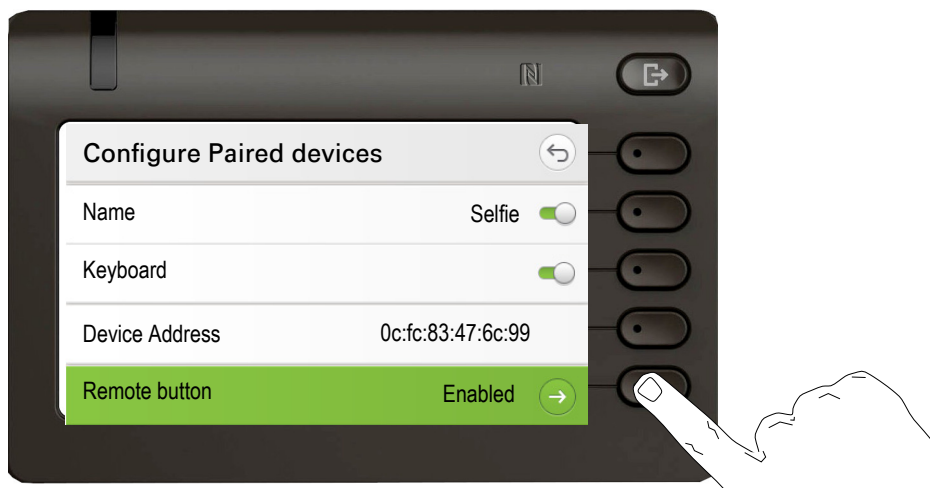 Configure Paired devices
Name Selfie
Keyboard
Device Address 0c:fc:83:47:6c:99
Remote button Enabled